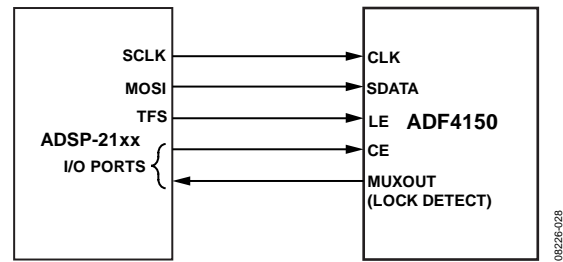 SCLK
MOSI
TFS
ADSP-21xx
I/O PORTS
CLK
SDATA
LE
ADF4150
CE
MUXOUT
(LOCK DETECT)
08226-028